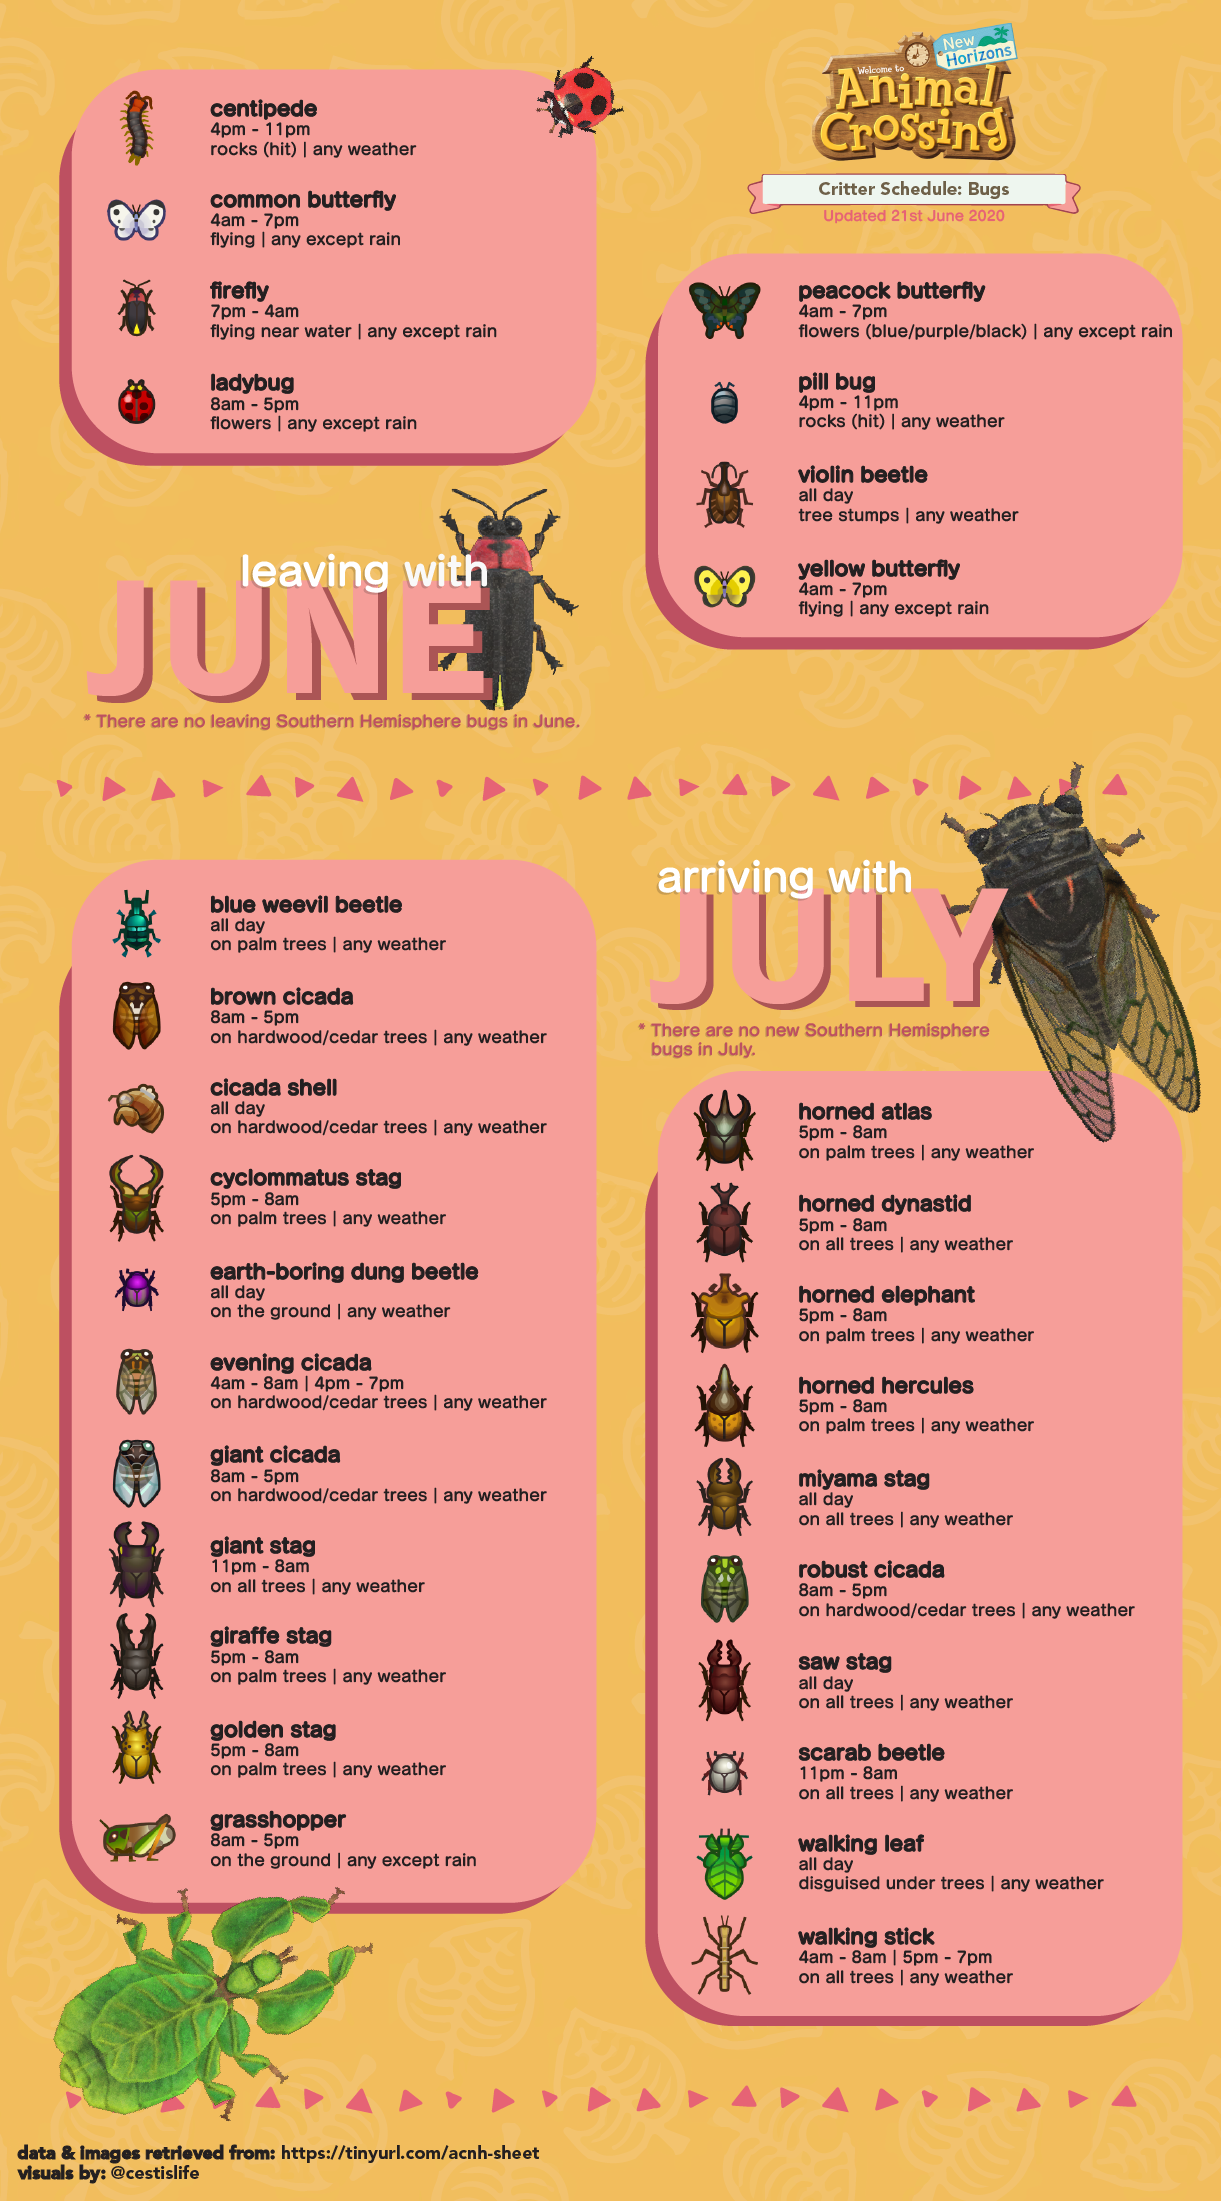 centipede
4pm - 11pm
rocks (hit) | any weather
common butterfly
4am - 7pm
flying | any except rain
firefly
7pm - 4am
flying near water | any except rain
ladybug
8am - 5pm
flowers | any except rain
Welcome to
Animal
Crossing
New
Horizons
Critter Schedule: Bugs
Updated 21st June 2020
peacock butterfly
4am - 7pm
flowers (blue/purple/black) | any except rain
pill bug
4pm - 11pm
rocks (hit) | any weather
violin beetle
all day
tree stumps | any weather
yellow butterfly
4am - 7pm
flying | any except rain
leaving with
JUNE
* There are no leaving Southern Hemisphere bugs in June.
arriving with
JULY
* There are no new Southern Hemisphere
bugs in July.
blue weevil beetle
all day
on palm trees | any weather
brown cicada
8am - 5pm
on hardwood/cedar trees | any weather
cicada shell
all day
on hardwood/cedar trees | any weather
cyclommatus stag
5pm - 8am
on palm trees | any weather
earth-boring dung beetle
all day
on the ground | any weather
evening cicada
4am - 8am | 4pm - 7pm
on hardwood/cedar trees | any weather
giant cicada
8am - 5pm
on hardwood/cedar trees | any weather
giant stag
11pm - 8am
on all trees | any weather
giraffe stag
5pm - 8am
on palm trees | any weather
golden stag
5pm - 8am
on palm trees | any weather
grasshopper
8am - 5pm
on the ground | any except rain
horned atlas
5pm - 8am
on palm trees | any weather
horned dynastid
5pm - 8am
on all trees | any weather
horned elephant
5pm - 8am
on palm trees | any weather
horned hercules
5pm - 8am
on palm trees | any weather
miyama stag
all day
on all trees | any weather
robust cicada
8am - 5pm
on hardwood/cedar trees | any weather
saw stag
all day
on all trees | any weather
scarab beetle
11pm - 8am
on all trees | any weather
walking leaf
all day
disguised under trees | any weather
walking stick
4am - 8am | 5pm - 7pm
on all trees | any weather
data & images retrieved from: https://tinyurl.com/acnh-sheet
visuals by: @cestislife